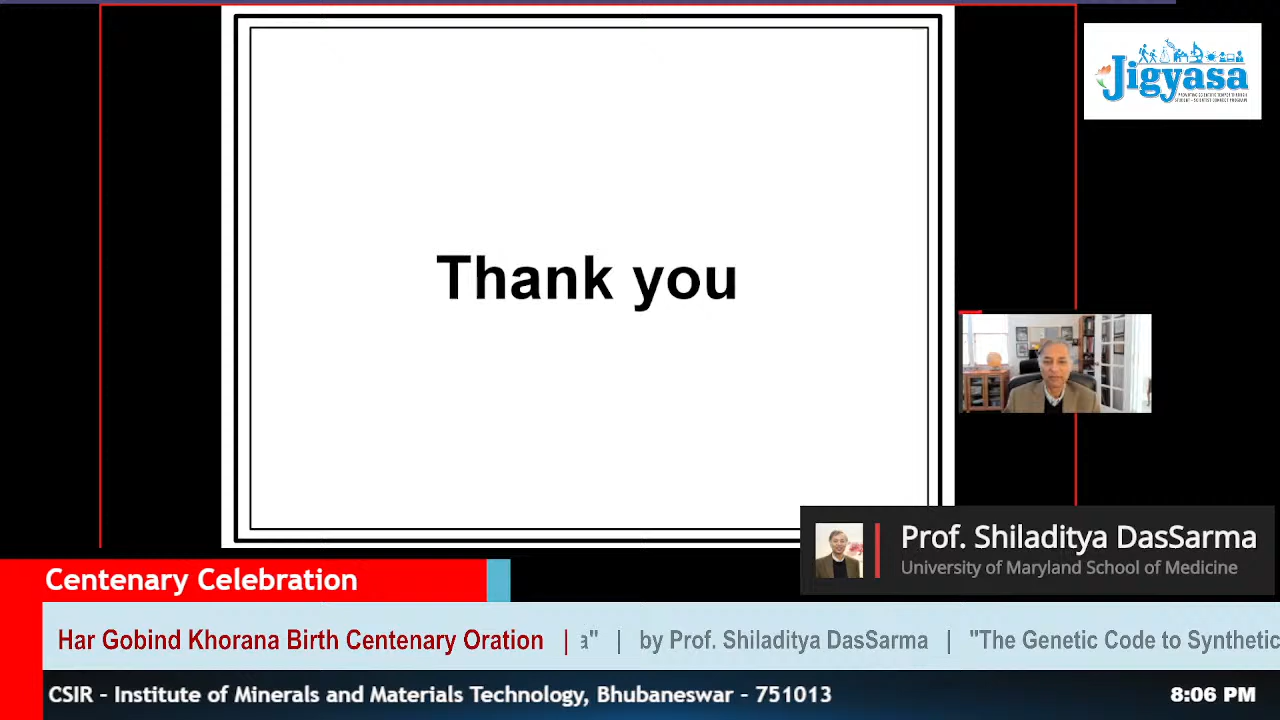 Jigyasa
Thank you
Prof. Shiladitya DasSarma
University of Maryland School of Medicine
Centenary Celebration
Har Gobind Khorana Birth Centenary Oration | a" | by Prof. Shiladitya DasSarma | "The Genetic Code to Synthetic
CSIR - Institute of Minerals and Materials Technology, Bhubaneswar - 751013
8:06 PM